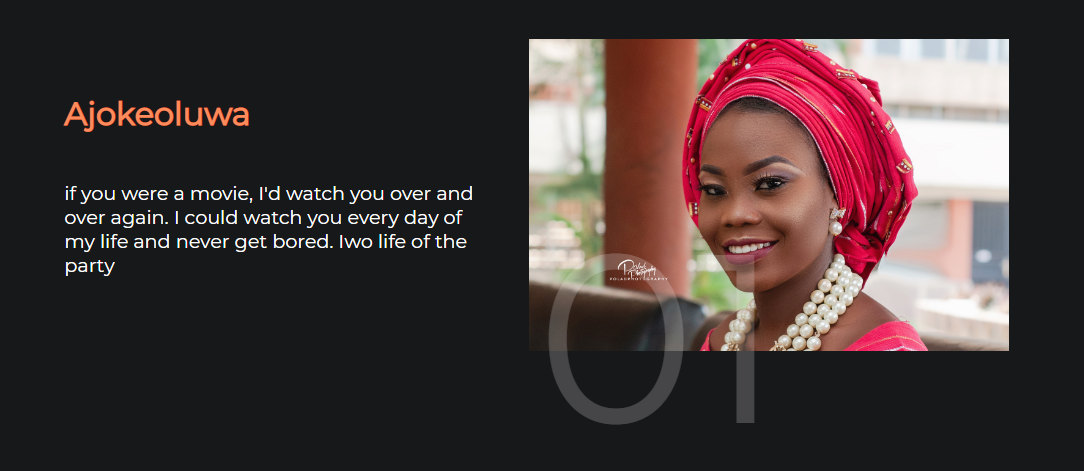 Ajokeoluwa
if you were a movie, I'd watch you over and
over again. I could watch you every day of
my life and never get bored. Iwo life of the
party
POLADPHOTOGRAPHY
01